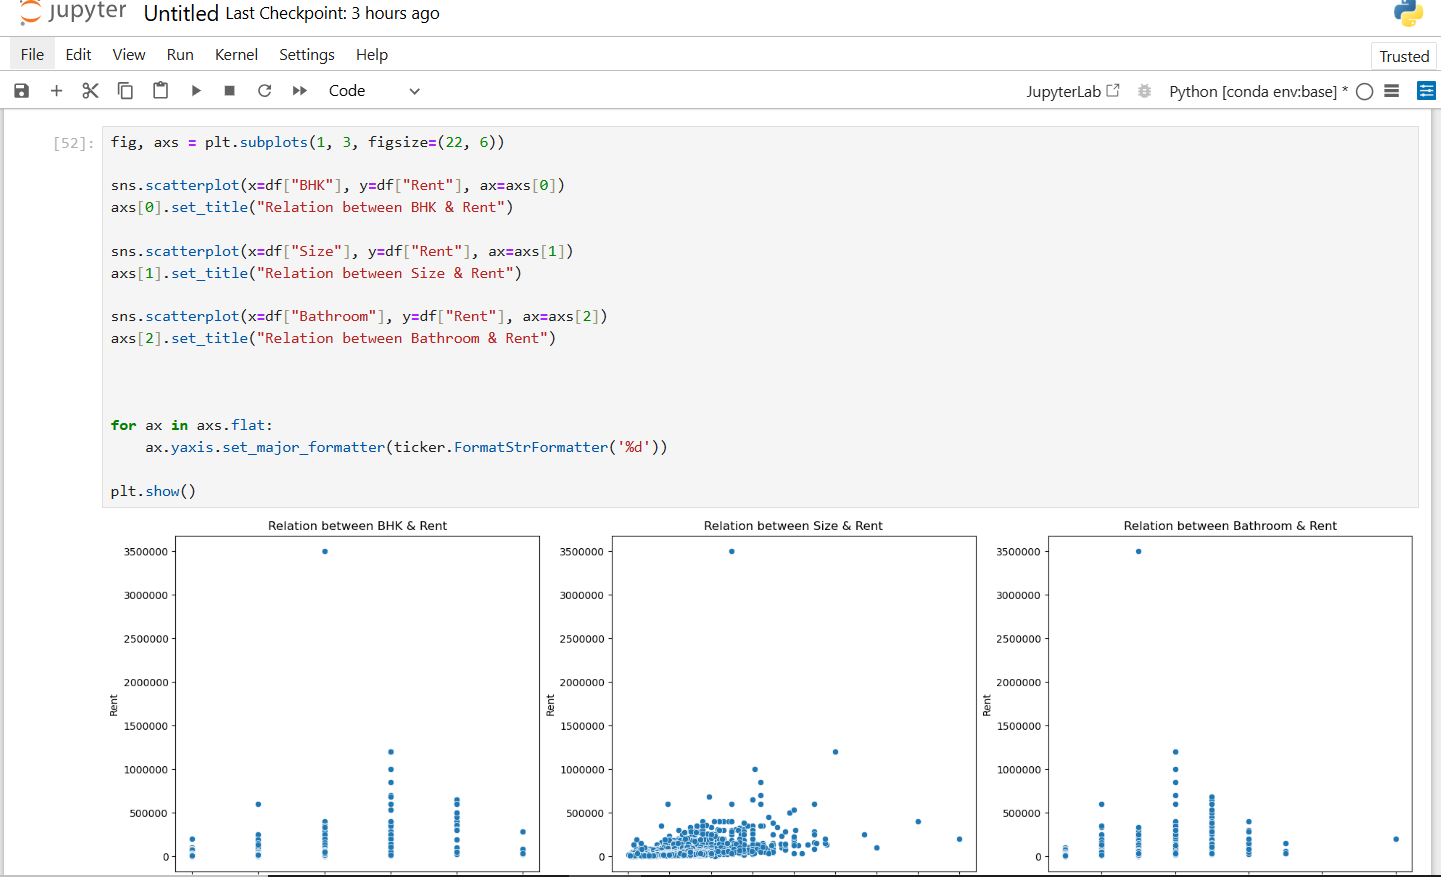 jupyter Untitled Last Checkpoint: 3 hours ago
File Edit View Run Kernel Settings Help
Trusted
Code
JupyterLab Python [conda env:base] *
[52]:
fig, axs = plt.subplots(1, 3, figsize=(22, 6))
sns.scatterplot(x=df["BHK"], y=df["Rent"], ax=axs[0])
axs[0].set_title("Relation between BHK & Rent")
sns.scatterplot(x=df["Size"], y=df["Rent"], ax=axs[1])
axs[1].set_title("Relation between Size & Rent")
sns.scatterplot(x=df["Bathroom"], y=df["Rent"], ax=axs[2])
axs[2].set_title("Relation between Bathroom & Rent")
for ax in axs.flat:
    ax.yaxis.set_major_formatter(ticker.FormatStrFormatter('%d'))
plt.show()
Relation between BHK & Rent
3500000
3000000
2500000
2000000
1500000
1000000
500000
0
Rent
Relation between Size & Rent
3500000
3000000
2500000
2000000
1500000
1000000
500000
0
Rent
Relation between Bathroom & Rent
3500000
3000000
2500000
2000000
1500000
1000000
500000
0
Rent